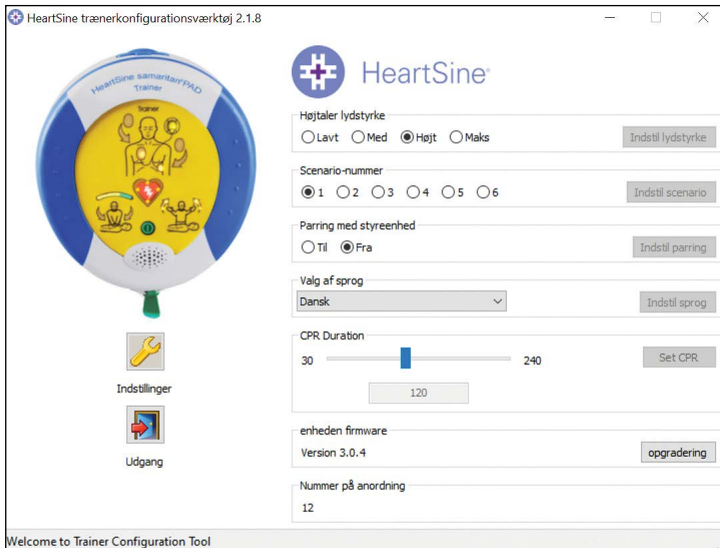 HeartSine trænerkonfigurationsværktøj 2.1.8
HeartSine samaritan PAD
Trainer
Trainer
HeartSine®
Højtaler lydstyrke
Lavt Med Højt Maks
Indstil lydstyrke
Scenario-nummer
1 2 3 4 5 6
Indstil scenario
Parring med styreenhed
Til Fra
Indstil parring
Valg af sprog
Dansk
Indstil sprog
CPR Duration
30 240
Set CPR
120
Indstillinger
enheden firmware
Version 3.0.4
opgradering
Udgang
Nummer på anordning
12
Welcome to Trainer Configuration Tool